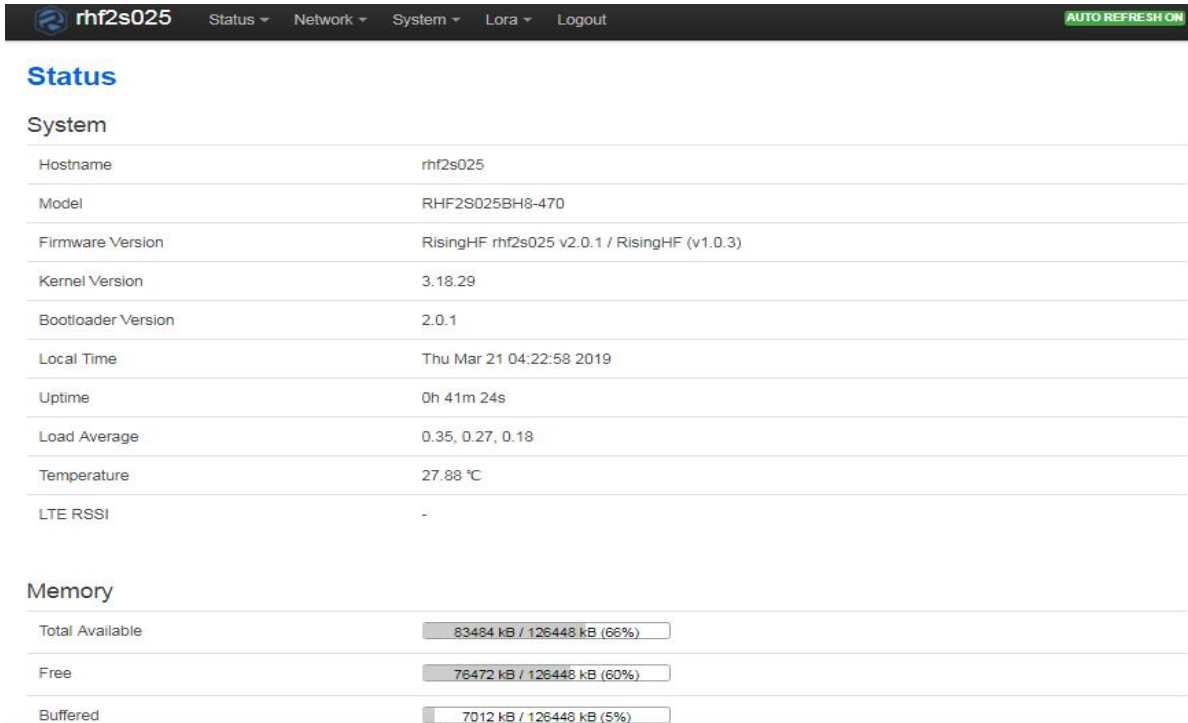 rhf2s025 Status Network System Lora Logout AUTO REFRESH ON
Status
System
Hostname rhf2s025
Model RHF2S025BH8-470
Firmware Version RisingHF rhf2s025 v2.0.1 / RisingHF (v1.0.3)
Kernel Version 3.18.29
Bootloader Version 2.0.1
Local Time Thu Mar 21 04:22:58 2019
Uptime 0h 41m 24s
Load Average 0.35, 0.27, 0.18
Temperature 27.88 ℃
LTE RSSI -
Memory
Total Available 83484 kB / 126448 kB (66%)
Free 76472 kB / 126448 kB (60%)
Buffered 7012 kB / 126448 kB (5%)